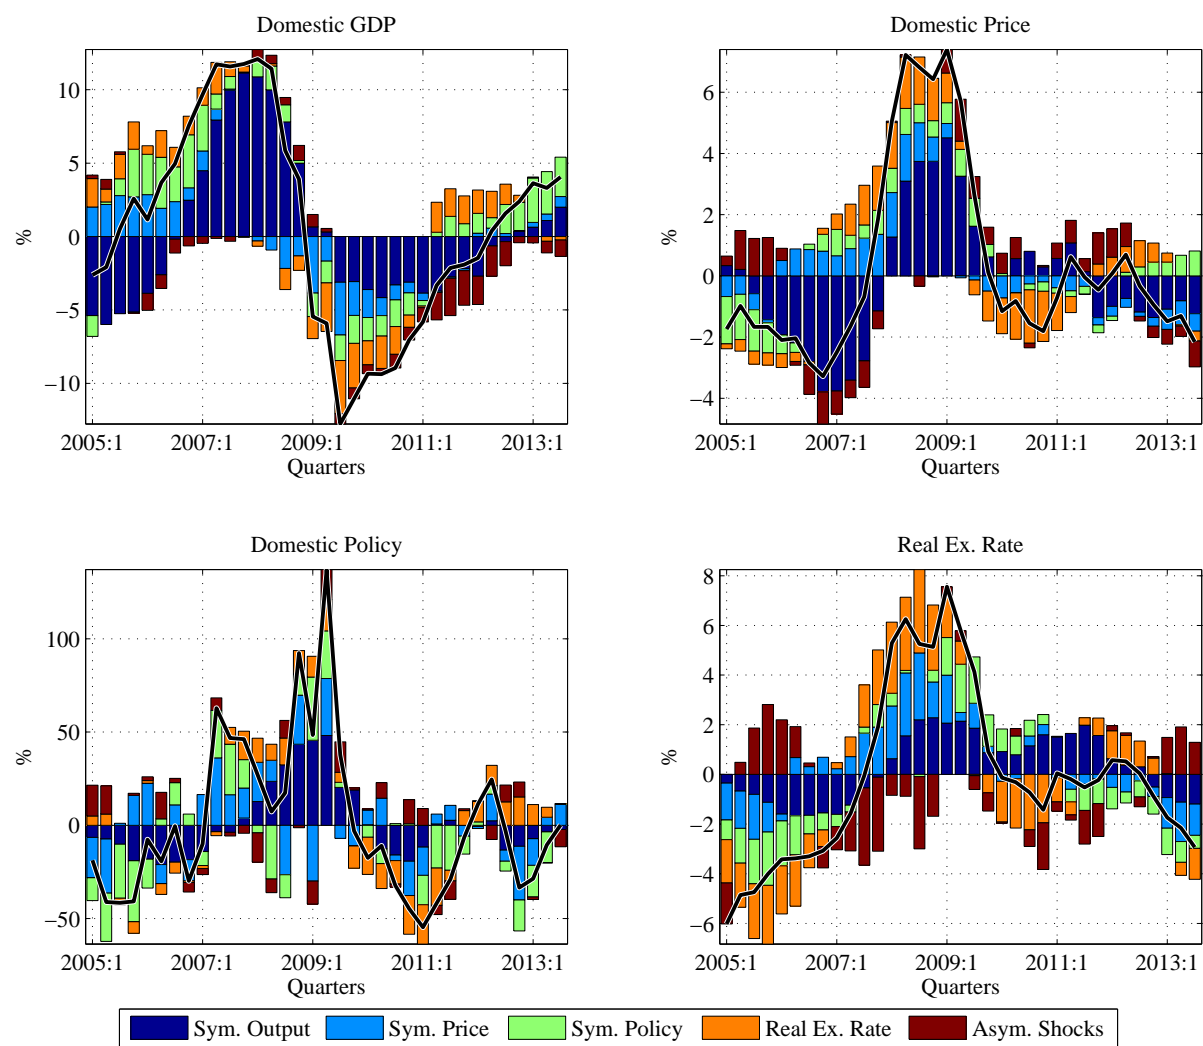 Domestic GDP
10
5
0
−5
−10
%
2005:1 2007:1 2009:1 2011:1 2013:1
Quarters
Domestic Price
6
4
2
0
−2
−4
%
2005:1 2007:1 2009:1 2011:1 2013:1
Quarters
Domestic Policy
100
50
0
−50
%
2005:1 2007:1 2009:1 2011:1 2013:1
Quarters
Real Ex. Rate
8
6
4
2
0
−2
−4
−6
%
2005:1 2007:1 2009:1 2011:1 2013:1
Quarters
Sym. Output Sym. Price Sym. Policy Real Ex. Rate Asym. Shocks